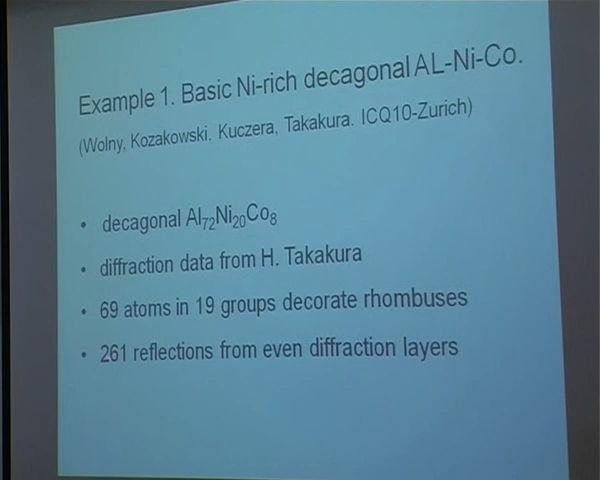 Example 1. Basic Ni-rich decagonal AL-Ni-Co.
(Wolny, Kozakowski, Kuczera, Takakura. ICQ10-Zurich)
• decagonal Al₇₂Ni₂₀Co₈
• diffraction data from H. Takakura
• 69 atoms in 19 groups decorate rhombuses
• 261 reflections from even diffraction layers